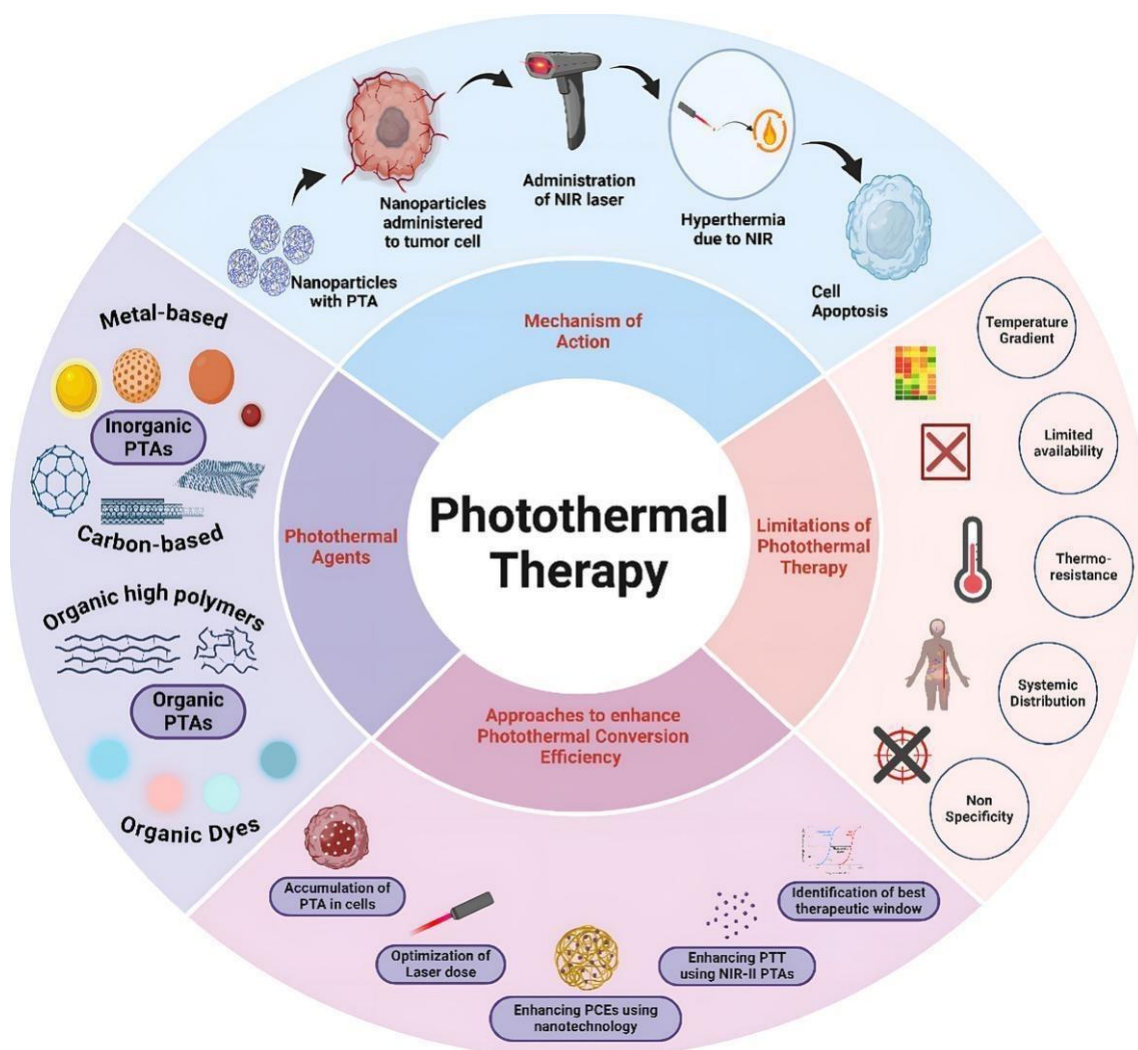 Photothermal
Therapy
Mechanism of
Action
Nanoparticles
with PTA
Nanoparticles
administered
to tumor cell
Administration
of NIR laser
Hyperthermia
due to NIR
Cell
Apoptosis
Limitations of
Photothermal
Therapy
Temperature
Gradient
Limited
availability
Thermo-
resistance
Systemic
Distribution
Non
Specificity
Approaches to enhance
Photothermal Conversion
Efficiency
Accumulation of
PTA in cells
Optimization of
Laser dose
Enhancing PCEs using
nanotechnology
Enhancing PTT
using NIR-II PTAs
Identification of best
therapeutic window
Photothermal
Agents
Metal-based
Inorganic
PTAs
Carbon-based
Organic high polymers
Organic
PTAs
Organic Dyes